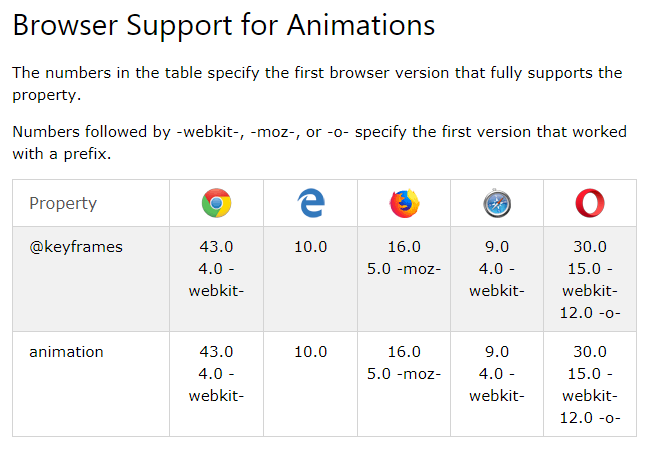 Browser Support for Animations
The numbers in the table specify the first browser version that fully supports the
property.
Numbers followed by -webkit-, -moz-, or -o- specify the first version that worked
with a prefix.
Property
@keyframes 43.0 10.0 16.0 9.0 30.0
4.0 - 5.0 -moz- 4.0 - 15.0 -
webkit- webkit- webkit-
12.0 -o-
animation 43.0 10.0 16.0 9.0 30.0
4.0 - 5.0 -moz- 4.0 - 15.0 -
webkit- webkit- webkit-
12.0 -o-